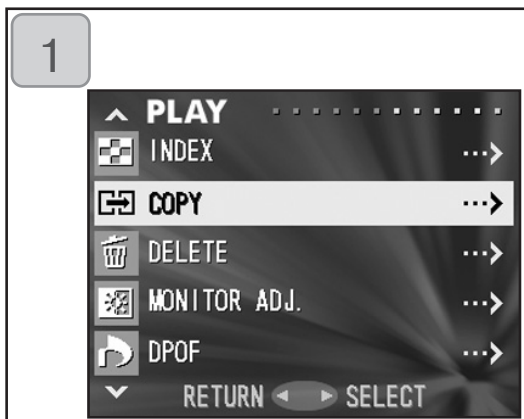 1
PLAY
INDEX
COPY
DELETE
MONITOR ADJ.
DPOF
RETURN SELECT